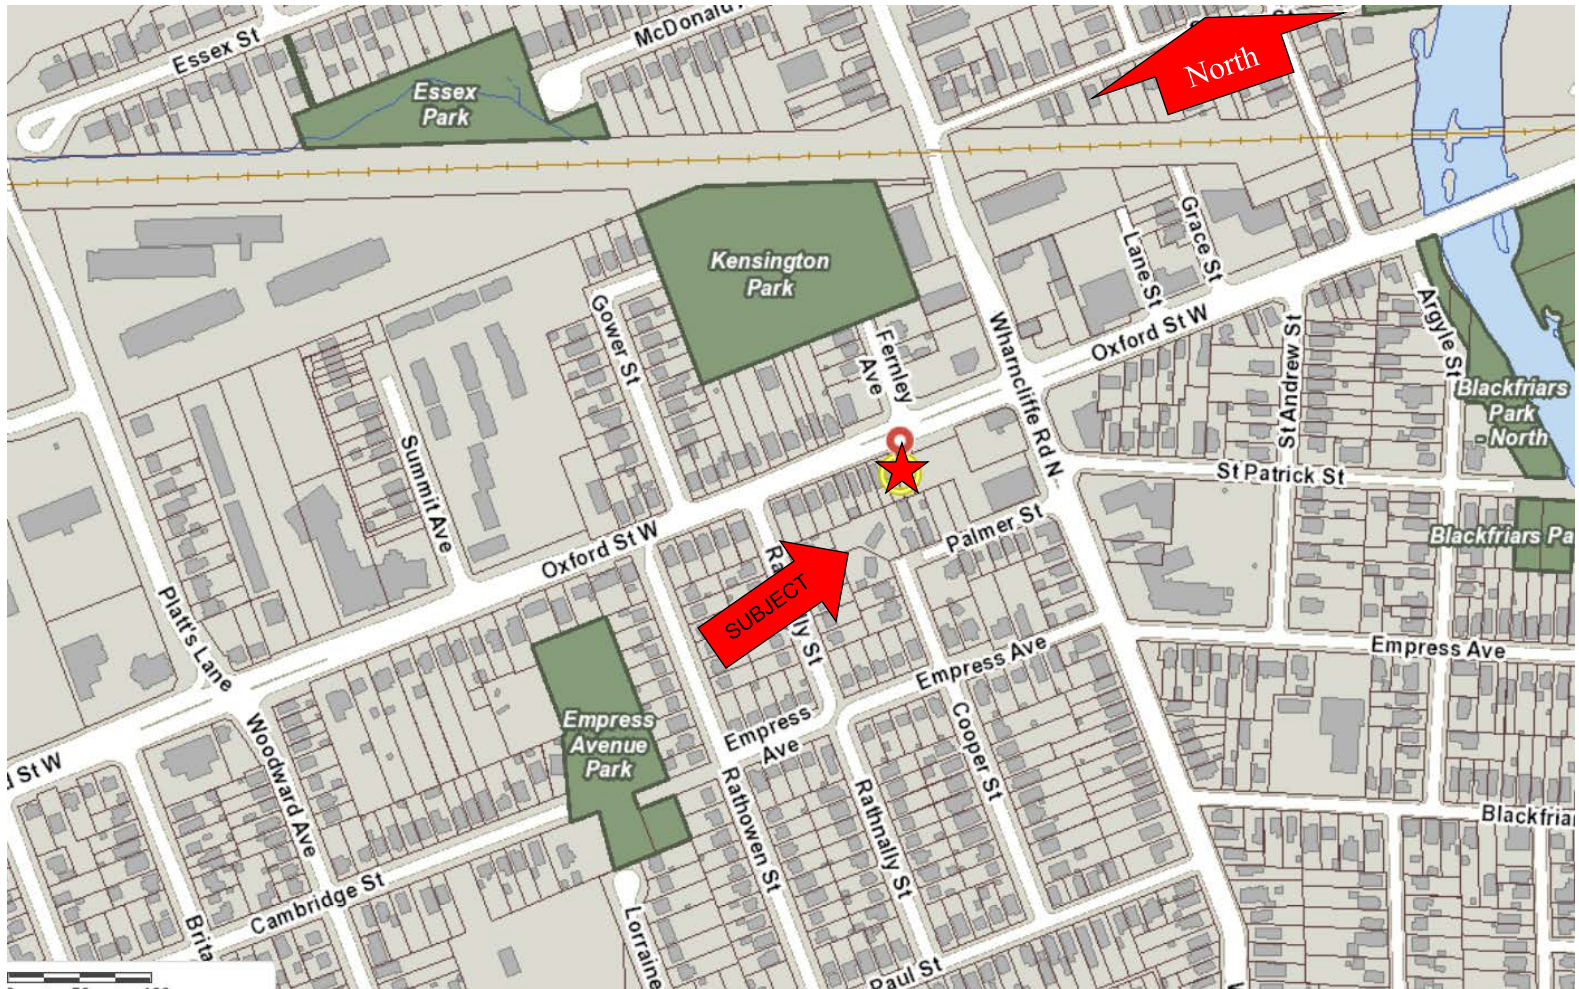 Essex St
McDonald
North
Essex
Park
Kensington
Park
Grace St
Lane St
Gower St
Fernley
Ave
Wharncliffe Rd N
Oxford St W
Argyle St
St Andrew St
Blackfriars
Park
- North
Summit Ave
St Patrick St
Oxford St W
Palmer St
Blackfriars Pa
SUBJECT
Platt's Lane
Empress Ave
Empress Ave
Empress
Avenue
Park
Empress
Ave
Cooper St
St W
Woodward Ave
Rathowen St
Rathnally St
Blackfriar
Cambridge St
Brita
Lorraine
Paul St